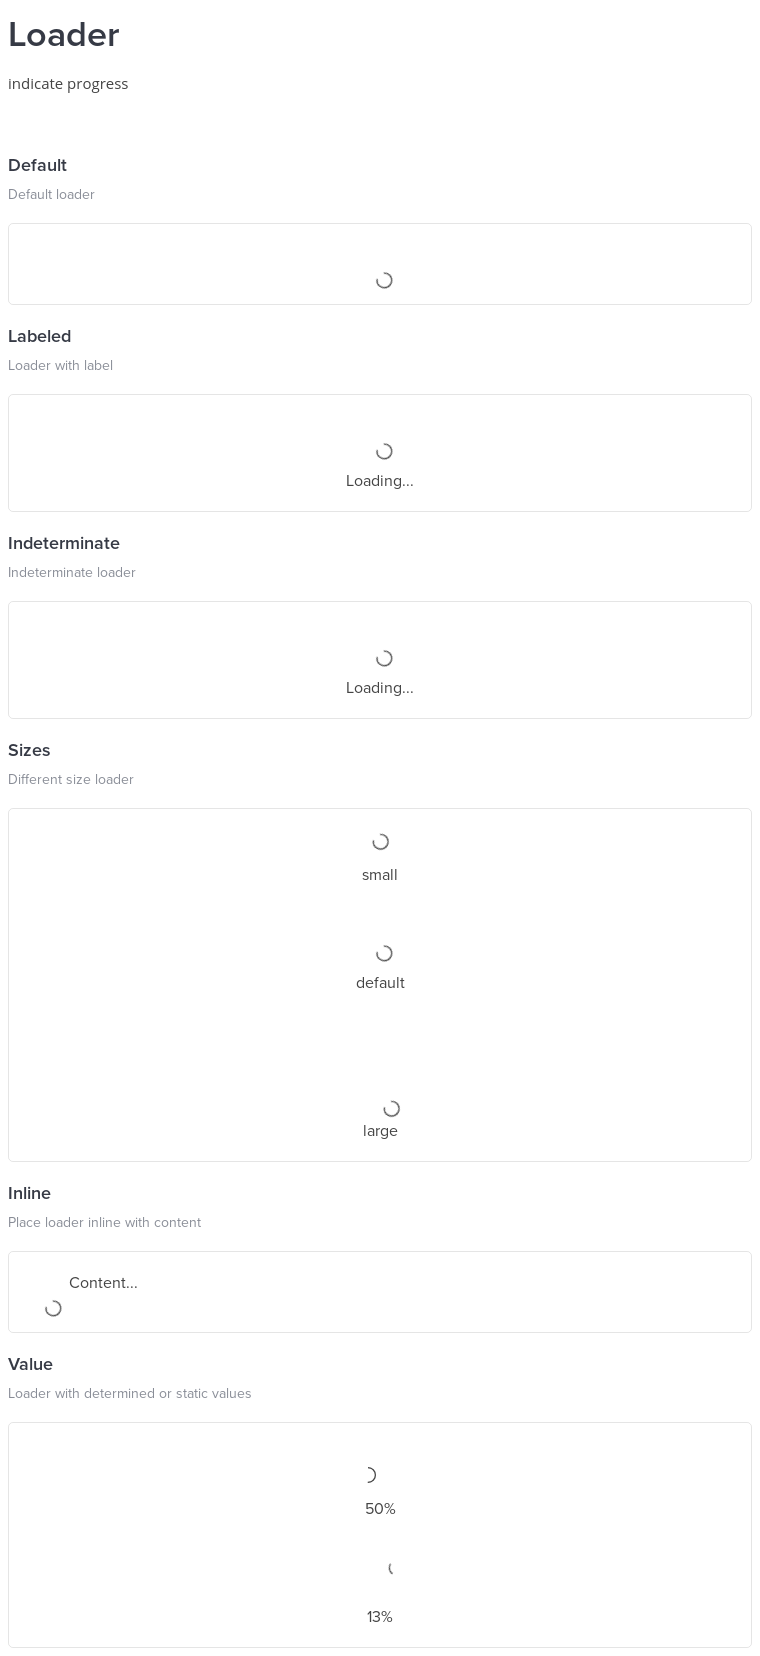 Loader
indicate progress
Default
Default loader
Labeled
Loader with label
Loading...
Indeterminate
Indeterminate loader
Loading...
Sizes
Different size loader
small
default
large
Inline
Place loader inline with content
Content...
Value
Loader with determined or static values
50%
13%